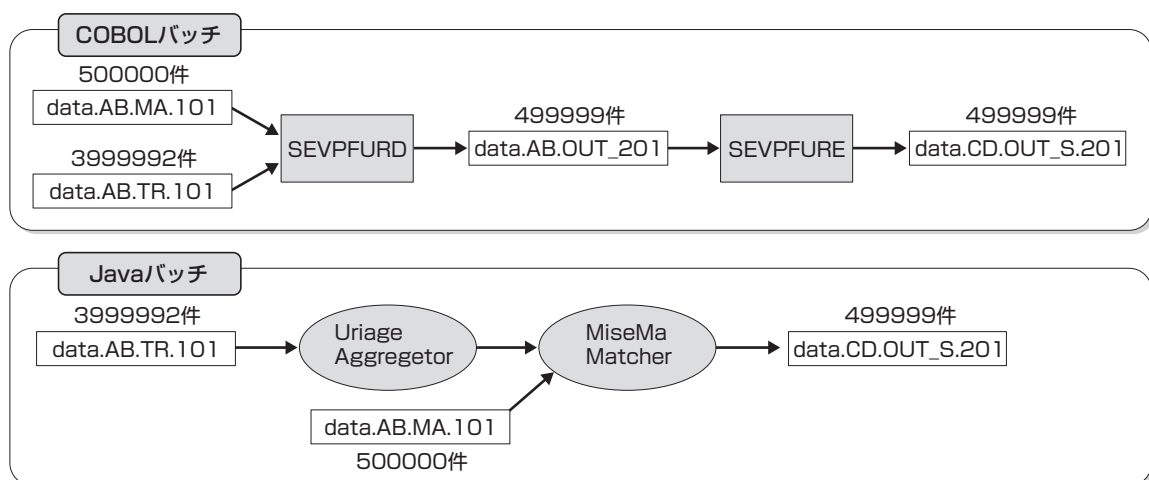 COBOLバッチ
500000件
data.AB.MA.101
3999992件
data.AB.TR.101
SEVPFURD
499999件
data.AB.OUT_201
SEVPFURE
499999件
data.CD.OUT_S.201
Javaバッチ
3999992件
data.AB.TR.101
Uriage
Aggregetor
MiseMa
Matcher
499999件
data.CD.OUT_S.201
data.AB.MA.101
500000件